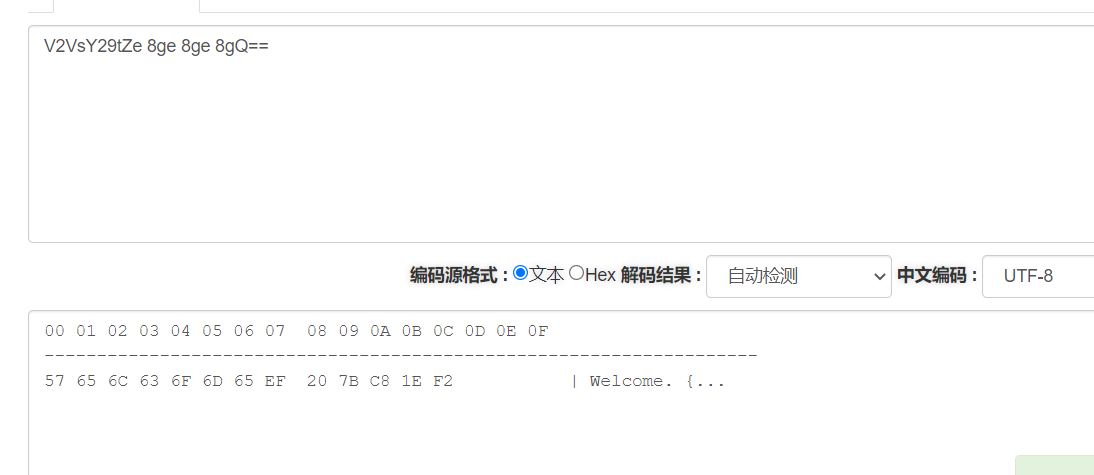 V2VsY29tZe 8ge 8ge 8gQ==
编码源格式 : 文本 Hex 解码结果 : 自动检测 中文编码 : UTF-8
00 01 02 03 04 05 06 07  08 09 0A 0B 0C 0D 0E 0F
--------------------------------------------------------------------
57 65 6C 63 6F 6D 65 EF  20 7B C8 1E F2 | Welcome. {...